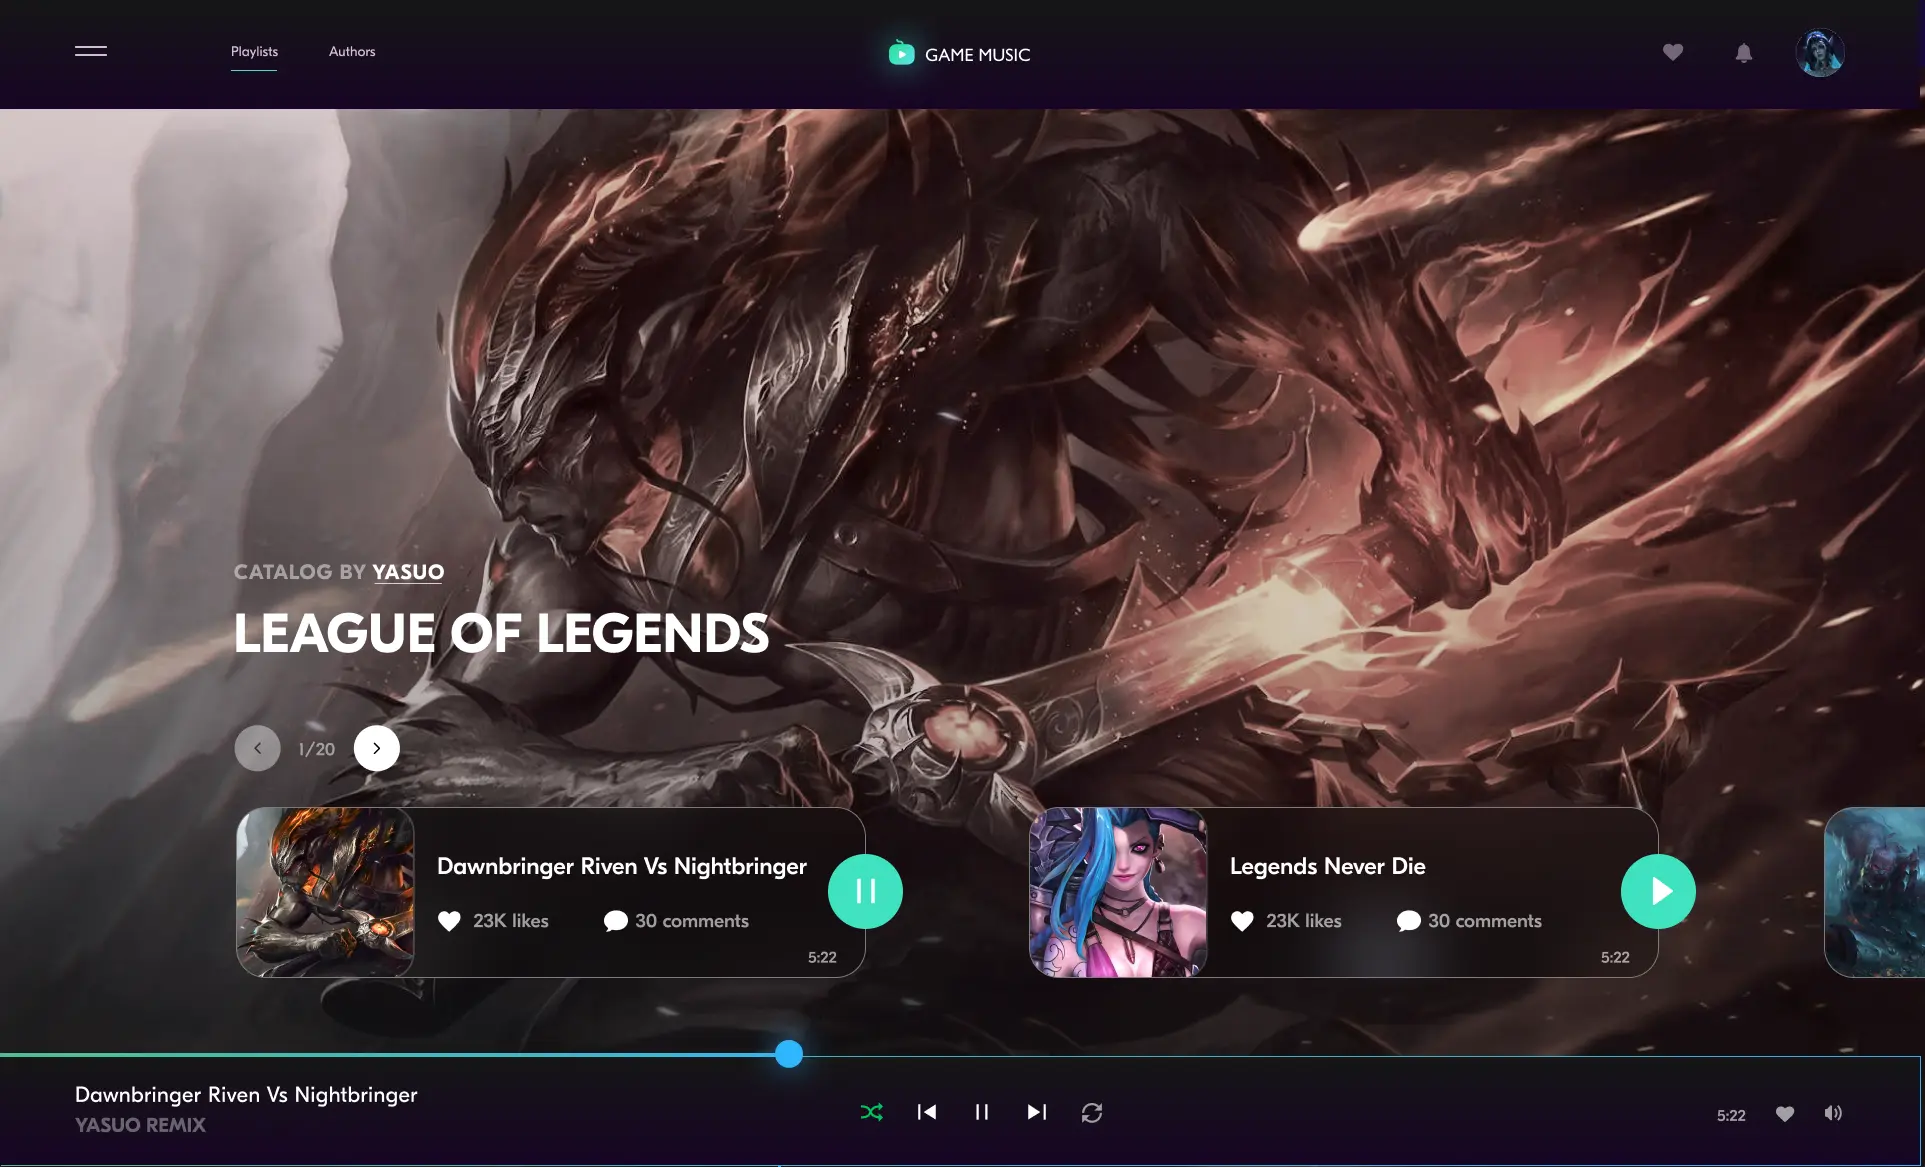 Playlists
Authors
GAME MUSIC
CATALOG BY YASUO
LEAGUE OF LEGENDS
1/20
Dawnbringer Riven Vs Nightbringer
23K likes
30 comments
5:22
Legends Never Die
23K likes
30 comments
5:22
Dawnbringer Riven Vs Nightbringer
YASUO REMIX
5:22